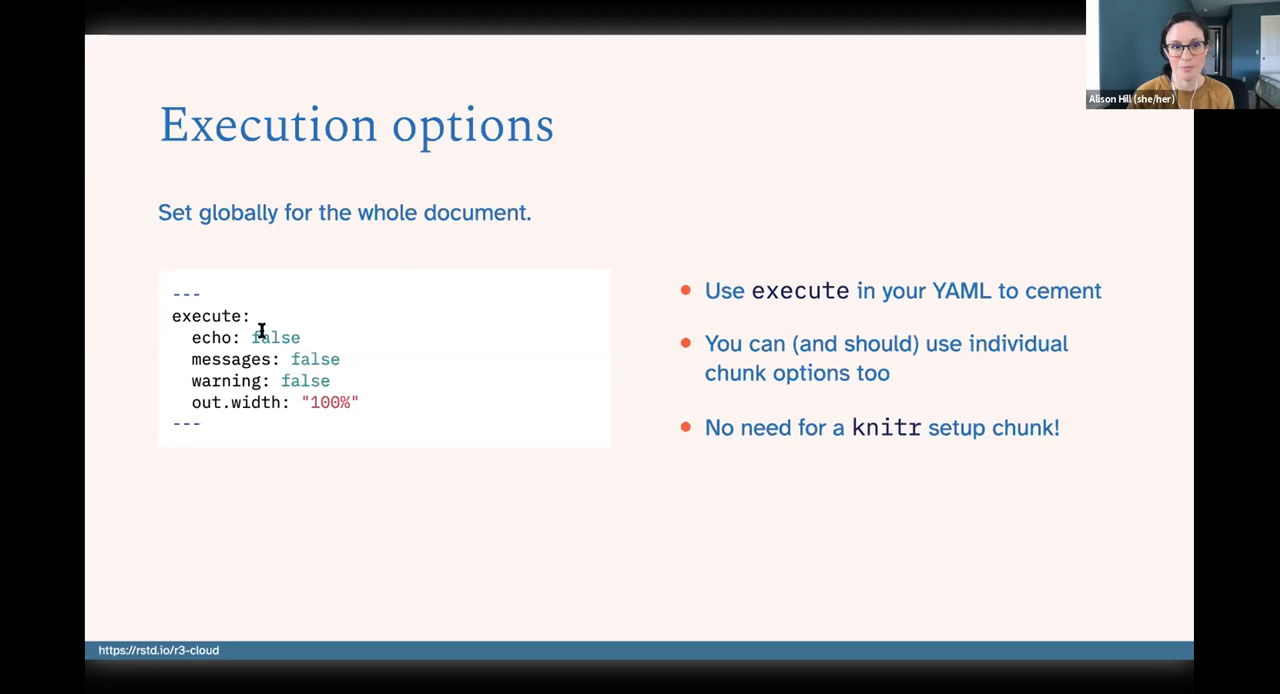 Alison Hill (she/her)
Execution options
Set globally for the whole document.
---
execute:
  echo: false
  messages: false
  warning: false
  out.width: "100%"
---
Use execute in your YAML to cement
You can (and should) use individual
chunk options too
No need for a knitr setup chunk!
https://rstd.io/r3-cloud